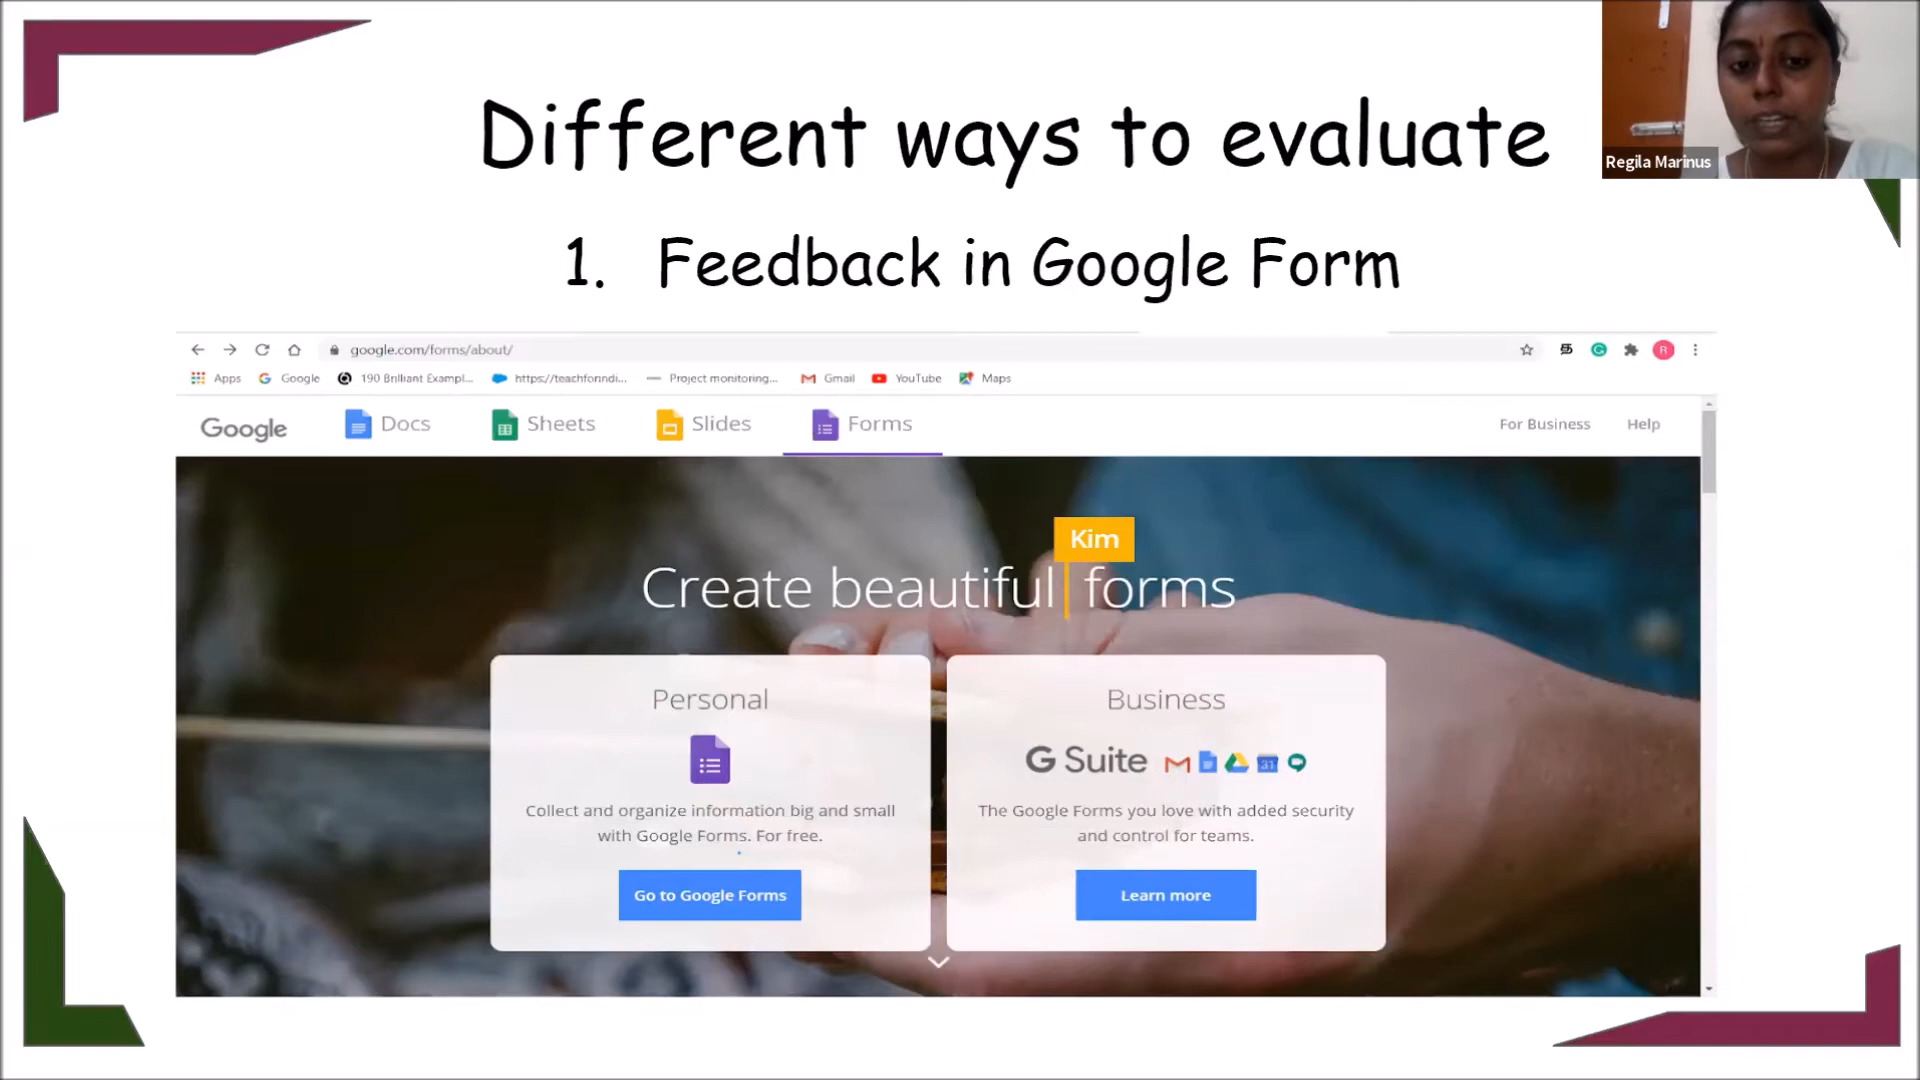 Different ways to evaluate
Regila Marinus
1. Feedback in Google Form
google.com/forms/about/
R
Apps Google 190 Brilliant Exampl... https://teachforindi... Project monitoring... Gmail YouTube Maps
Google Docs Sheets Slides Forms For Business Help
Kim
Create beautiful forms
Personal
Collect and organize information big and small
with Google Forms. For free.
Go to Google Forms
Business
G Suite 31
The Google Forms you love with added security
and control for teams.
Learn more